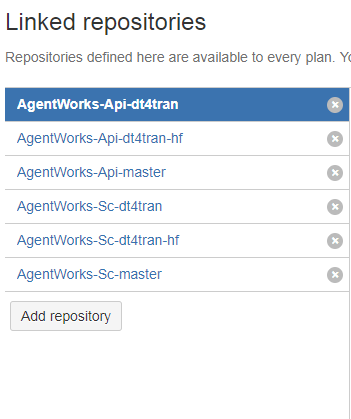 Linked repositories
Repositories defined here are available to every plan.
AgentWorks-Api-dt4tran
AgentWorks-Api-dt4tran-hf
AgentWorks-Api-master
AgentWorks-Sc-dt4tran
AgentWorks-Sc-dt4tran-hf
AgentWorks-Sc-master
Add repository